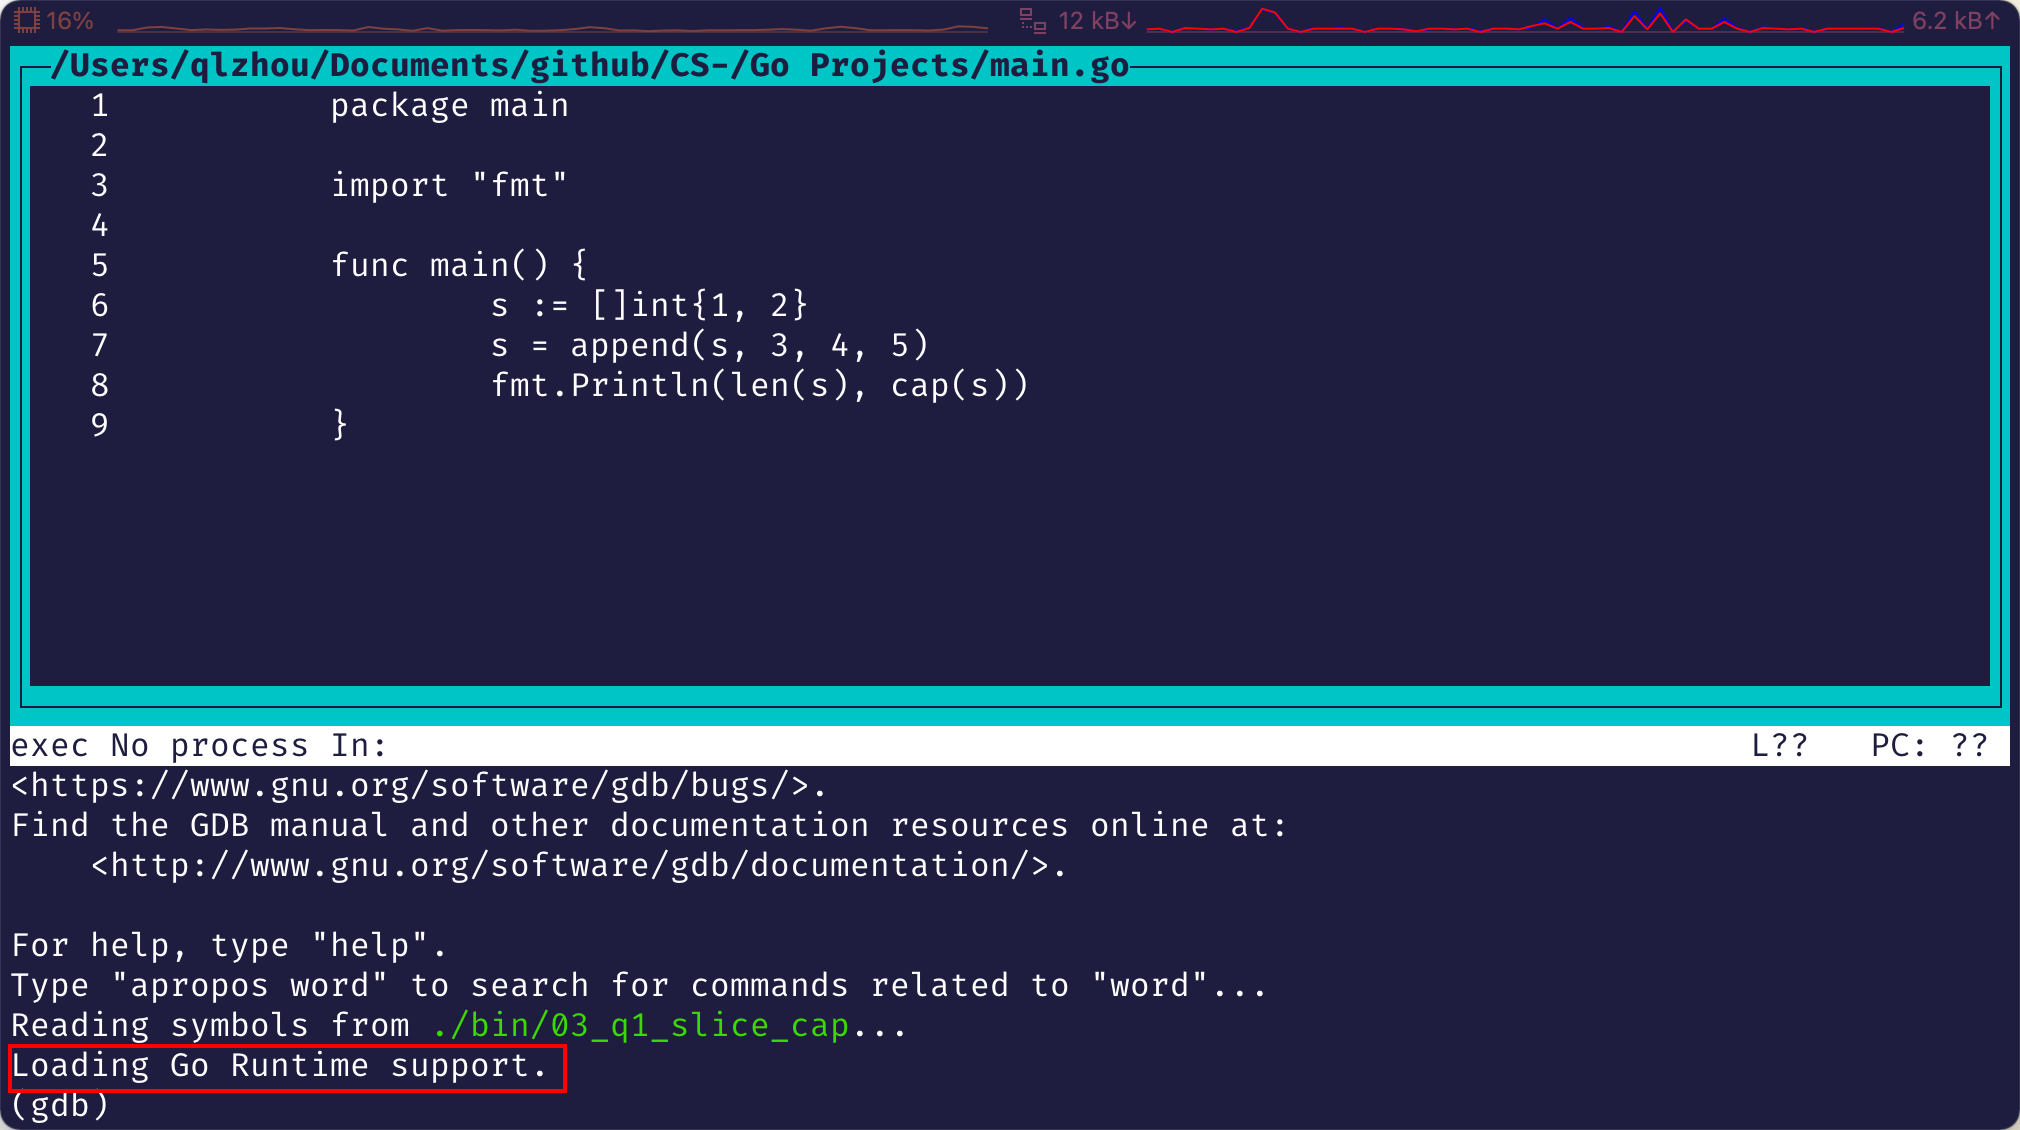 16% 12 kB↓ 6.2 kB↑
/Users/qlzhou/Documents/github/CS-/Go Projects/main.go
1 package main
2
3 import "fmt"
4
5 func main() {
6 s := []int{1, 2}
7 s = append(s, 3, 4, 5)
8 fmt.Println(len(s), cap(s))
9 }
exec No process In: L?? PC: ??
<https://www.gnu.org/software/gdb/bugs/>.
Find the GDB manual and other documentation resources online at:
<http://www.gnu.org/software/gdb/documentation/>.
For help, type "help".
Type "apropos word" to search for commands related to "word"...
Reading symbols from ./bin/03_q1_slice_cap...
Loading Go Runtime support.
(gdb)